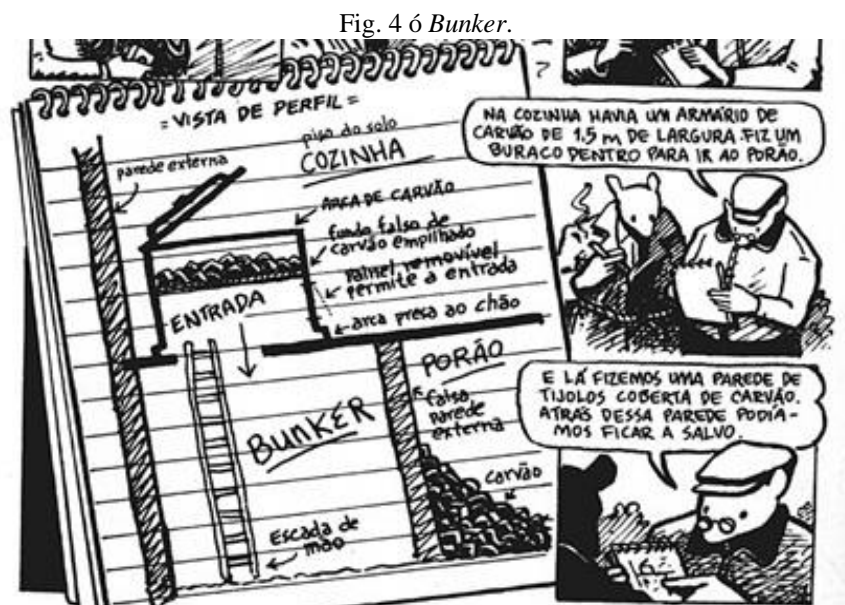 Fig. 4 ó Bunker.
= VISTA DE PERFIL =
piso do solo
COZINHA
parede externa
ARCA DE CARVÃO
fundo falso de
carvão empilhado
painel removível
permite a entrada
arca presa ao chão
ENTRADA
PORÃO
falsa
parede
externa
BUNKER
carvão
Escada de
mão
?
NA COZINHA HAVIA UM ARMÁRIO DE
CARVÃO DE 1.5 m DE LARGURA. FIZ UM
BURACO DENTRO PARA IR AO PORÃO.
E LÁ FIZEMOS UMA PAREDE DE
TIJOLOS COBERTA DE CARVÃO.
ATRÁS DESSA PAREDE PODÍA-
MOS FICAR A SALVO.